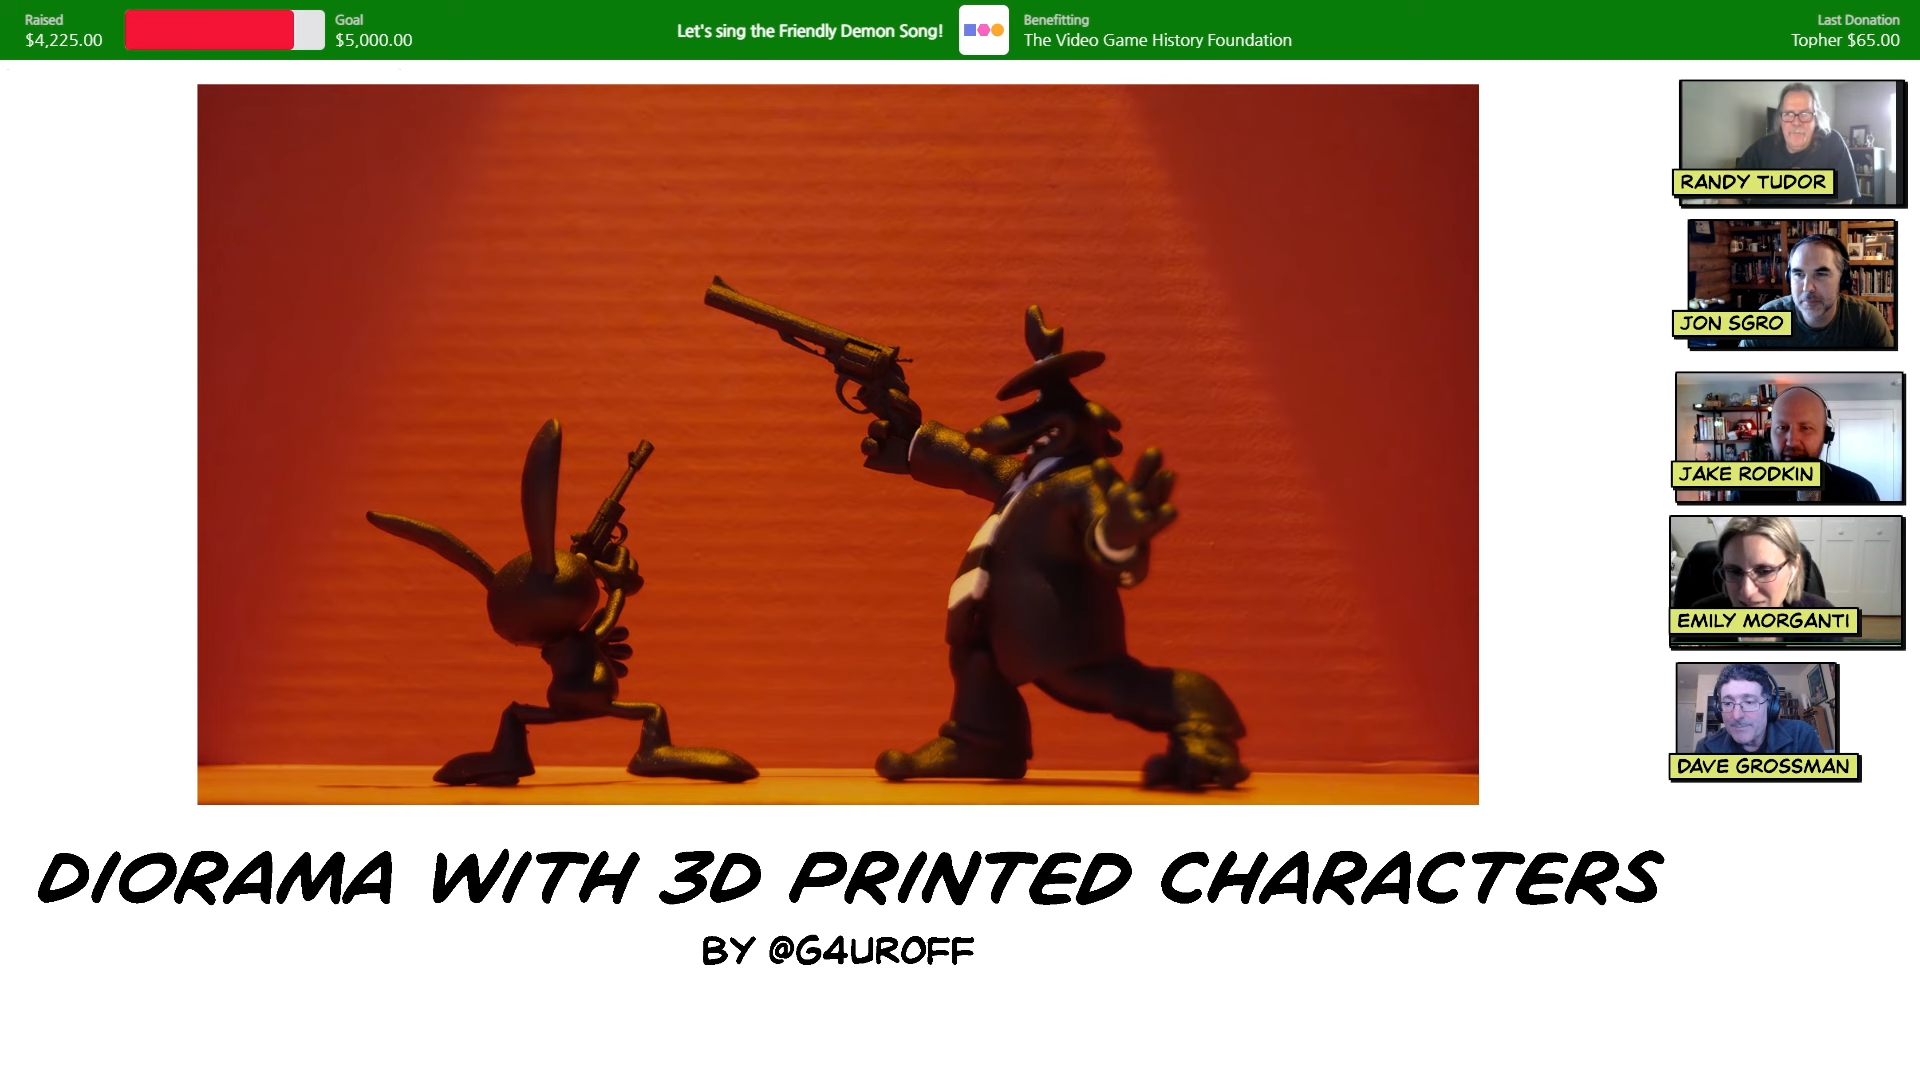 Raised
$4,225.00
Goal
$5,000.00
Let's sing the Friendly Demon Song!
Benefitting
The Video Game History Foundation
Last Donation
Topher $65.00
RANDY TUDOR
JON SGRO
JAKE RODKIN
EMILY MORGANTI
DAVE GROSSMAN
DIORAMA WITH 3D PRINTED CHARACTERS
BY @G4UROFF